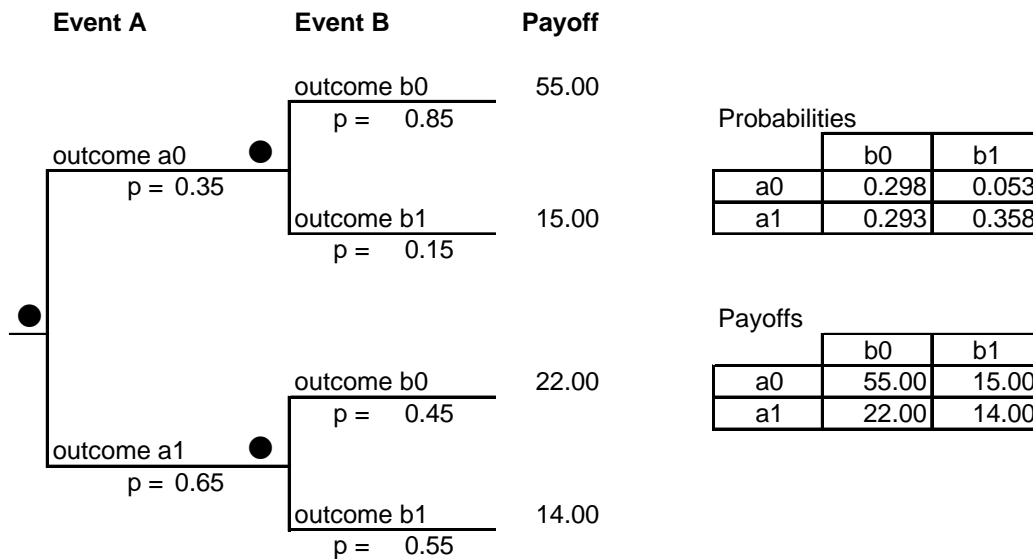 Event A Event B Payoff
outcome b0 55.00
p = 0.85
Probabilities
b0 b1
outcome a0
a0 0.298 0.053
p = 0.35
a1 0.293 0.358
outcome b1 15.00
p = 0.15
Payoffs
b0 b1
outcome b0 22.00
a0 55.00 15.00
p = 0.45
a1 22.00 14.00
outcome a1
p = 0.65
outcome b1 14.00
p = 0.55